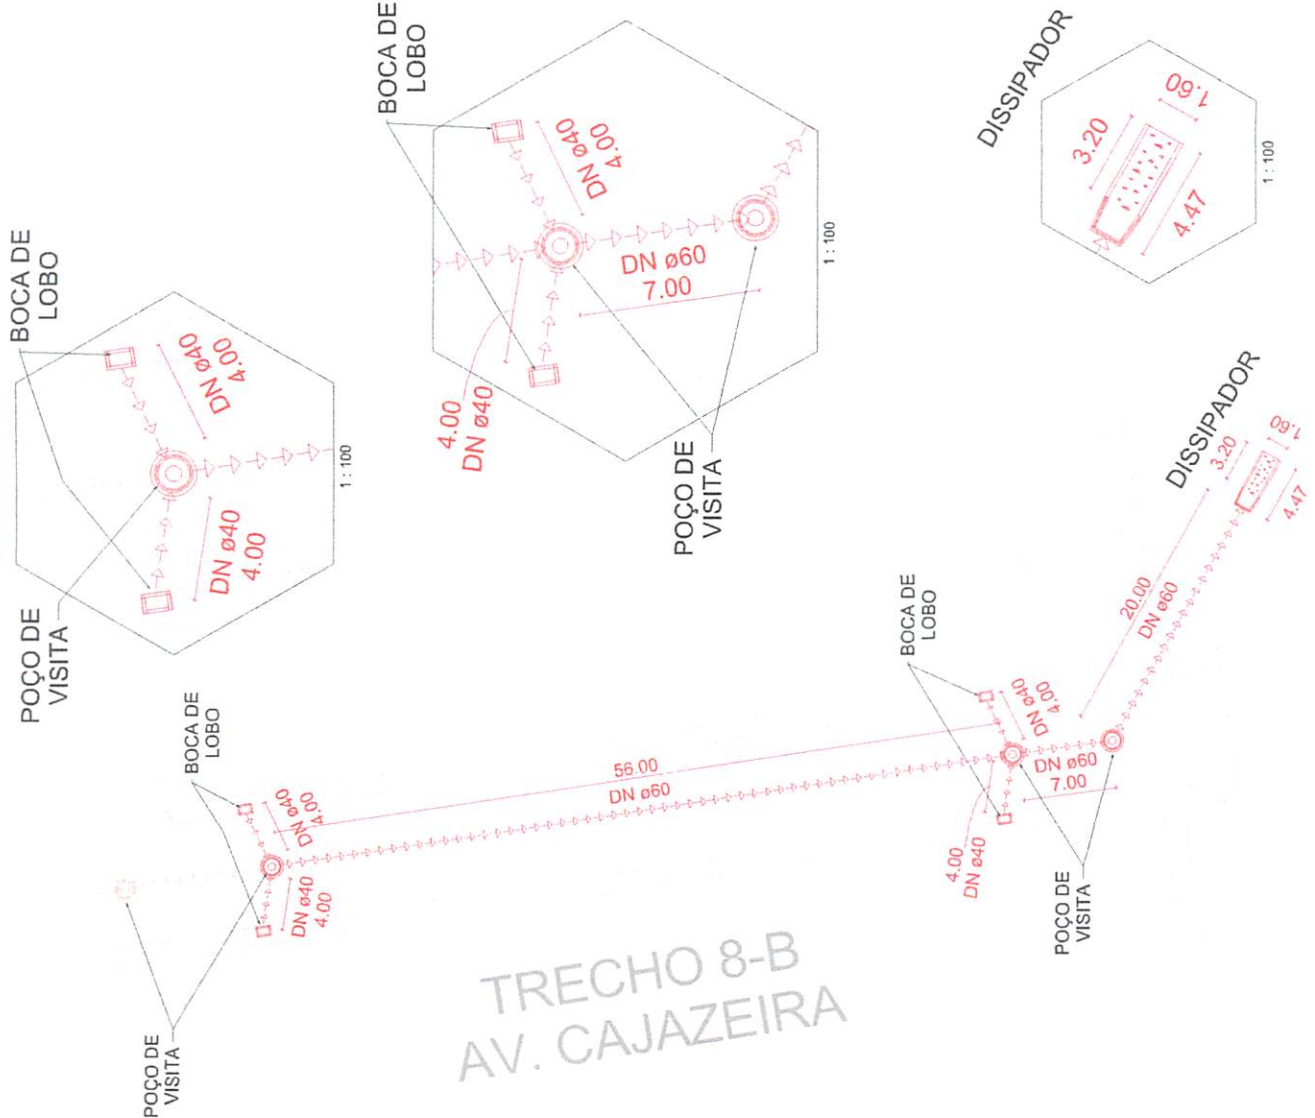 BOCA DE
LOBO
DN ø40
4.00
DN ø40
4.00
POÇO DE
VISITA
1 : 100
BOCA DE
LOBO
DN ø40
4.00
DN ø60
7.00
4.00
DN ø40
POÇO DE
VISITA
1 : 100
DISSIPADOR
3.20
1.60
4.47
1 : 100
BOCA DE
LOBO
DN ø40
4.00
DN ø40
4.00
POÇO DE
VISITA
56.00
DN ø60
BOCA DE
LOBO
DN ø40
4.00
4.00
DN ø40
DN ø60
7.00
POÇO DE
VISITA
20.00
DN ø60
DISSIPADOR
3.20
1.60
4.47
TRECHO 8-B
AV. CAJAZEIRA